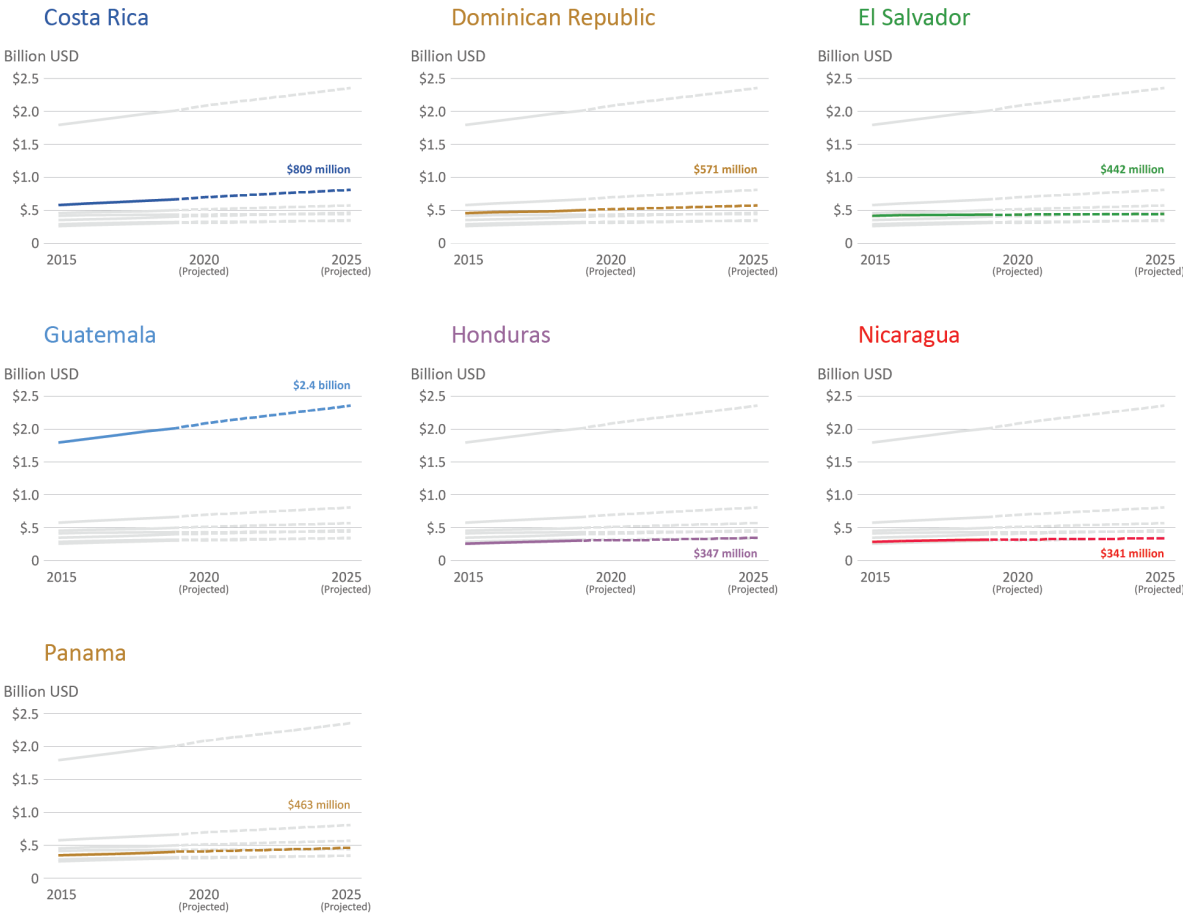 Costa Rica
Billion USD
$2.5
$2.0
$1.5
$1.0
$.5
0
$809 million
2015
2020
(Projected)
2025
(Projected)
Dominican Republic
Billion USD
$2.5
$2.0
$1.5
$1.0
$.5
0
$571 million
2015
2020
(Projected)
2025
(Projected)
El Salvador
Billion USD
$2.5
$2.0
$1.5
$1.0
$.5
0
$442 million
2015
2020
(Projected)
2025
(Projected)
Guatemala
Billion USD
$2.5
$2.0
$1.5
$1.0
$.5
0
$2.4 billion
2015
2020
(Projected)
2025
(Projected)
Honduras
Billion USD
$2.5
$2.0
$1.5
$1.0
$.5
0
$347 million
2015
2020
(Projected)
2025
(Projected)
Nicaragua
Billion USD
$2.5
$2.0
$1.5
$1.0
$.5
0
$341 million
2015
2020
(Projected)
2025
(Projected)
Panama
Billion USD
$2.5
$2.0
$1.5
$1.0
$.5
0
$463 million
2015
2020
(Projected)
2025
(Projected)